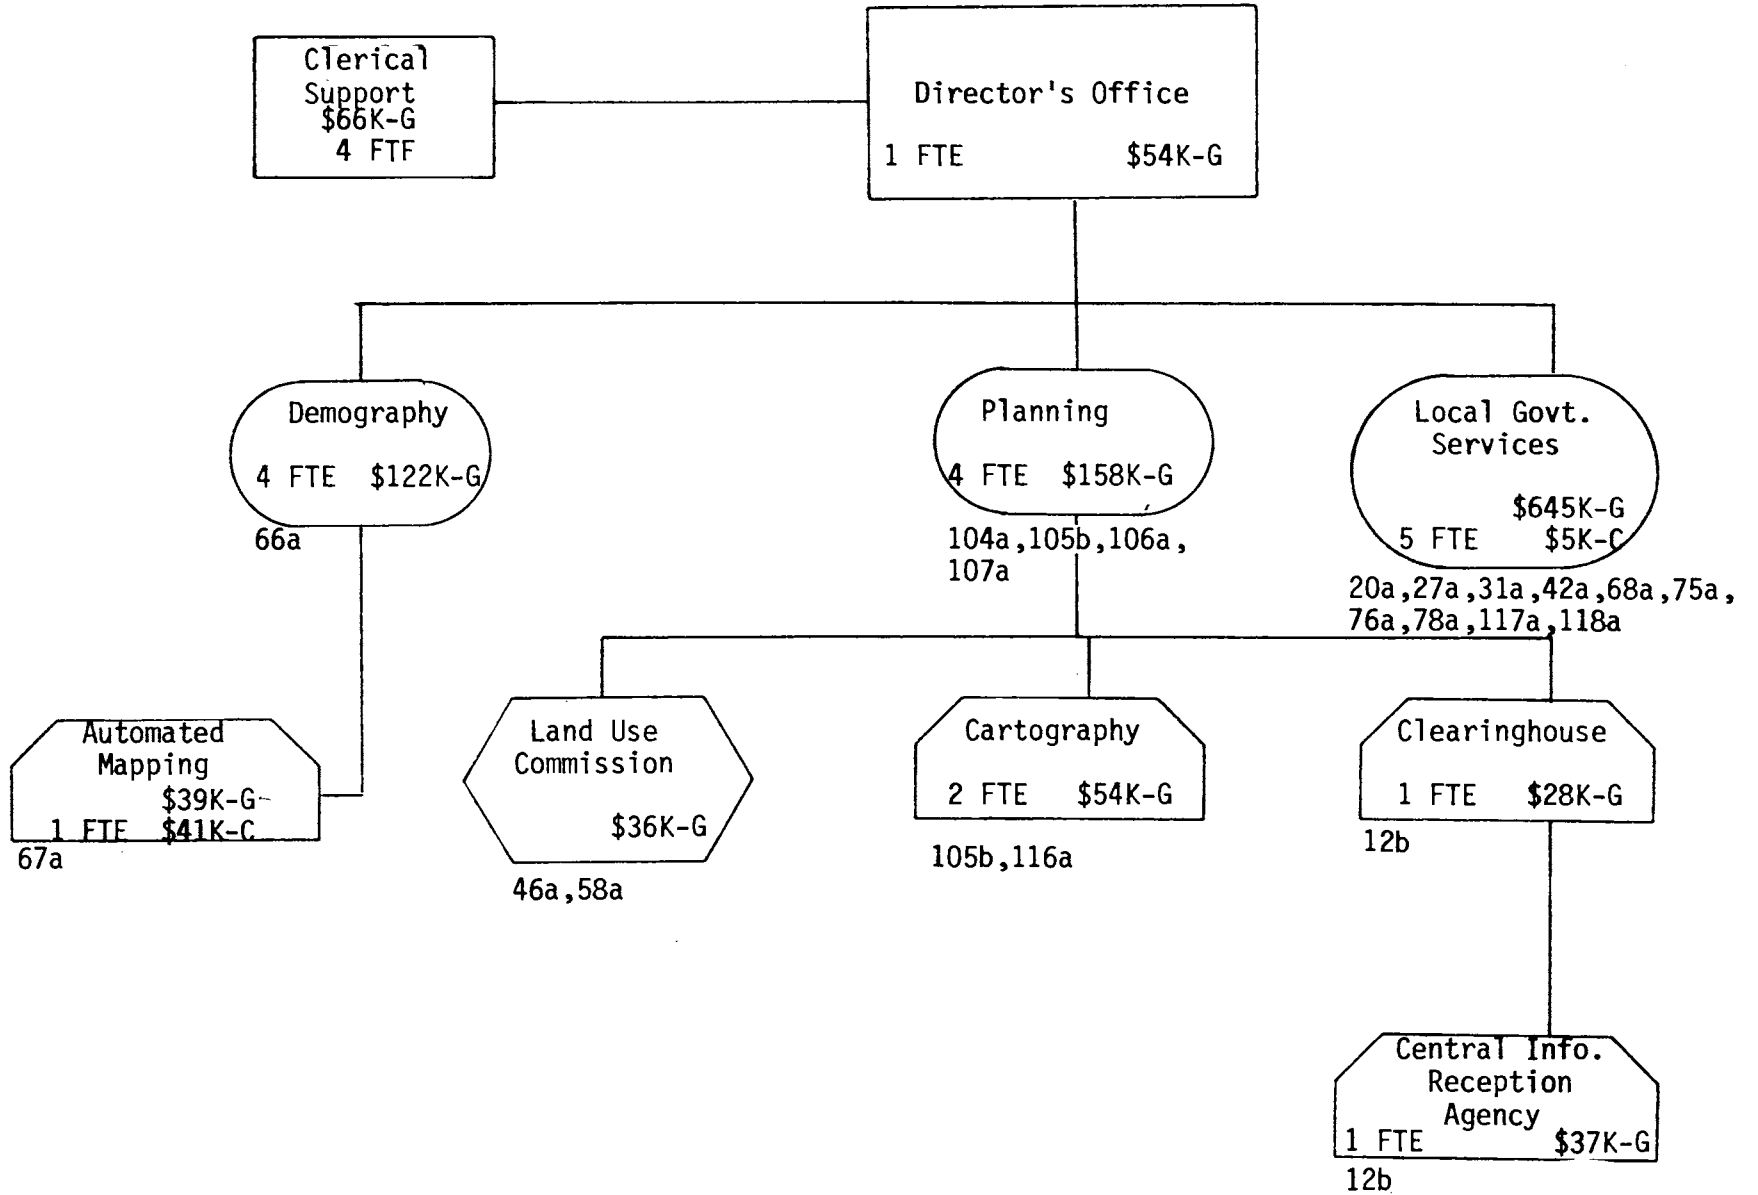 Clerical
Support
$66K-G
4 FTF
Director's Office
1 FTE $54K-G
Demography
4 FTE $122K-G
66a
Planning
4 FTE $158K-G
104a,105b,106a,
107a
Local Govt.
Services
$645K-G
5 FTE $5K-C
20a,27a,31a,42a,68a,75a,
76a,78a,117a,118a
Automated
Mapping
$39K-G
1 FTE $41K-C
67a
Land Use
Commission
$36K-G
46a,58a
Cartography
2 FTE $54K-G
105b,116a
Clearinghouse
1 FTE $28K-G
12b
Central Info.
Reception
Agency
1 FTE $37K-G
12b